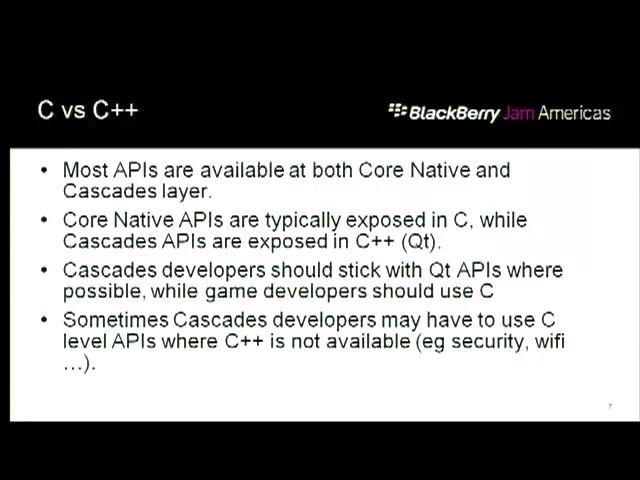 C vs C++
BlackBerry Jam Americas
• Most APIs are available at both Core Native and
Cascades layer.
• Core Native APIs are typically exposed in C, while
Cascades APIs are exposed in C++ (Qt).
• Cascades developers should stick with Qt APIs where
possible, while game developers should use C
• Sometimes Cascades developers may have to use C
level APIs where C++ is not available (eg security, wifi
…).
7